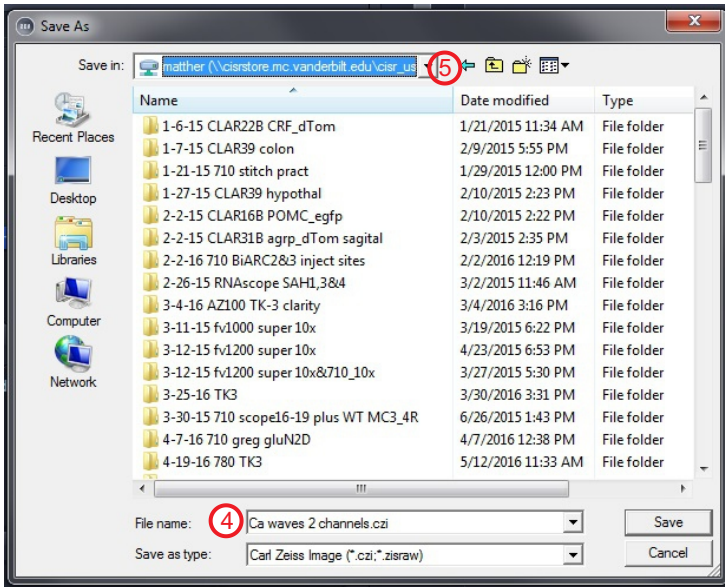 Save As
Save in: matther (\\cisrstore.mc.vanderbilt.edu\cisr_us 5
Name Date modified Type
Recent Places
Desktop
Libraries
Computer
Network
1-6-15 CLAR22B CRF_dTom 1/21/2015 11:34 AM File folder
1-7-15 CLAR39 colon 2/9/2015 5:55 PM File folder
1-21-15 710 stitch pract 1/29/2015 12:00 PM File folder
1-27-15 CLAR39 hypothal 2/10/2015 2:23 PM File folder
2-2-15 CLAR16B POMC_egfp 2/10/2015 2:22 PM File folder
2-2-15 CLAR31B agrp_dTom sagital 2/3/2015 2:35 PM File folder
2-2-16 710 BiARC2&3 inject sites 2/2/2016 12:19 PM File folder
2-26-15 RNAscope SAH1,3&4 3/2/2015 11:46 AM File folder
3-4-16 AZ100 TK-3 clarity 3/4/2016 3:16 PM File folder
3-11-15 fv1000 super 10x 3/19/2015 6:22 PM File folder
3-12-15 fv1200 super 10x 4/23/2015 6:53 PM File folder
3-12-15 fv1200 super 10x&710_10x 3/27/2015 5:30 PM File folder
3-25-16 TK3 3/30/2016 3:31 PM File folder
3-30-15 710 scope16-19 plus WT MC3_4R 6/26/2015 1:43 PM File folder
4-7-16 710 greg gluN2D 4/7/2016 12:38 PM File folder
4-19-16 780 TK3 5/12/2016 11:33 AM File folder
File name: 4 Ca waves 2 channels.czi Save
Save as type: Carl Zeiss Image (*.czi;*.zisraw) Cancel